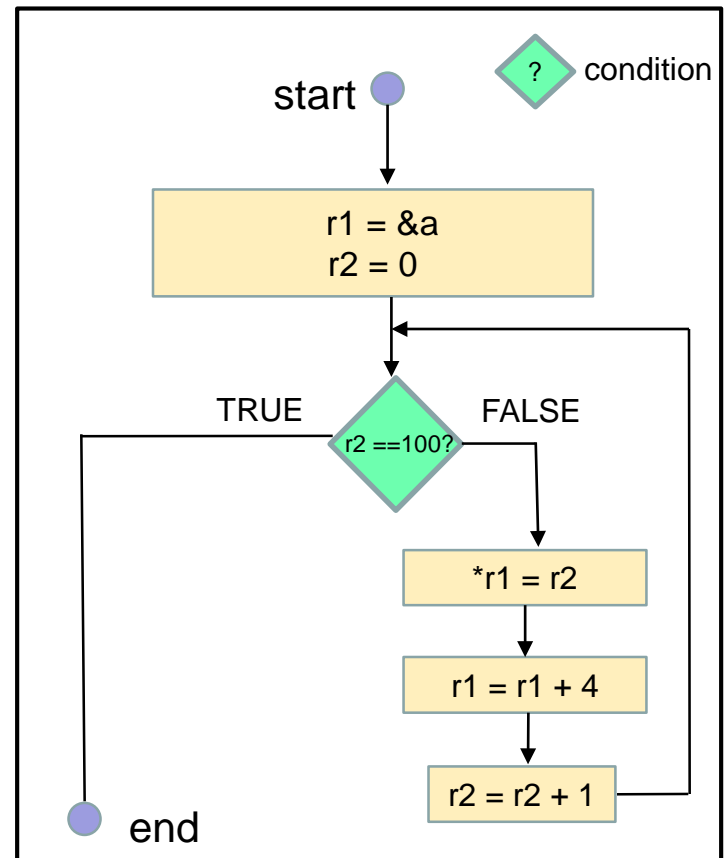 ? condition
start
r1 = &a
r2 = 0
TRUE
FALSE
r2 ==100?
*r1 = r2
r1 = r1 + 4
r2 = r2 + 1
end